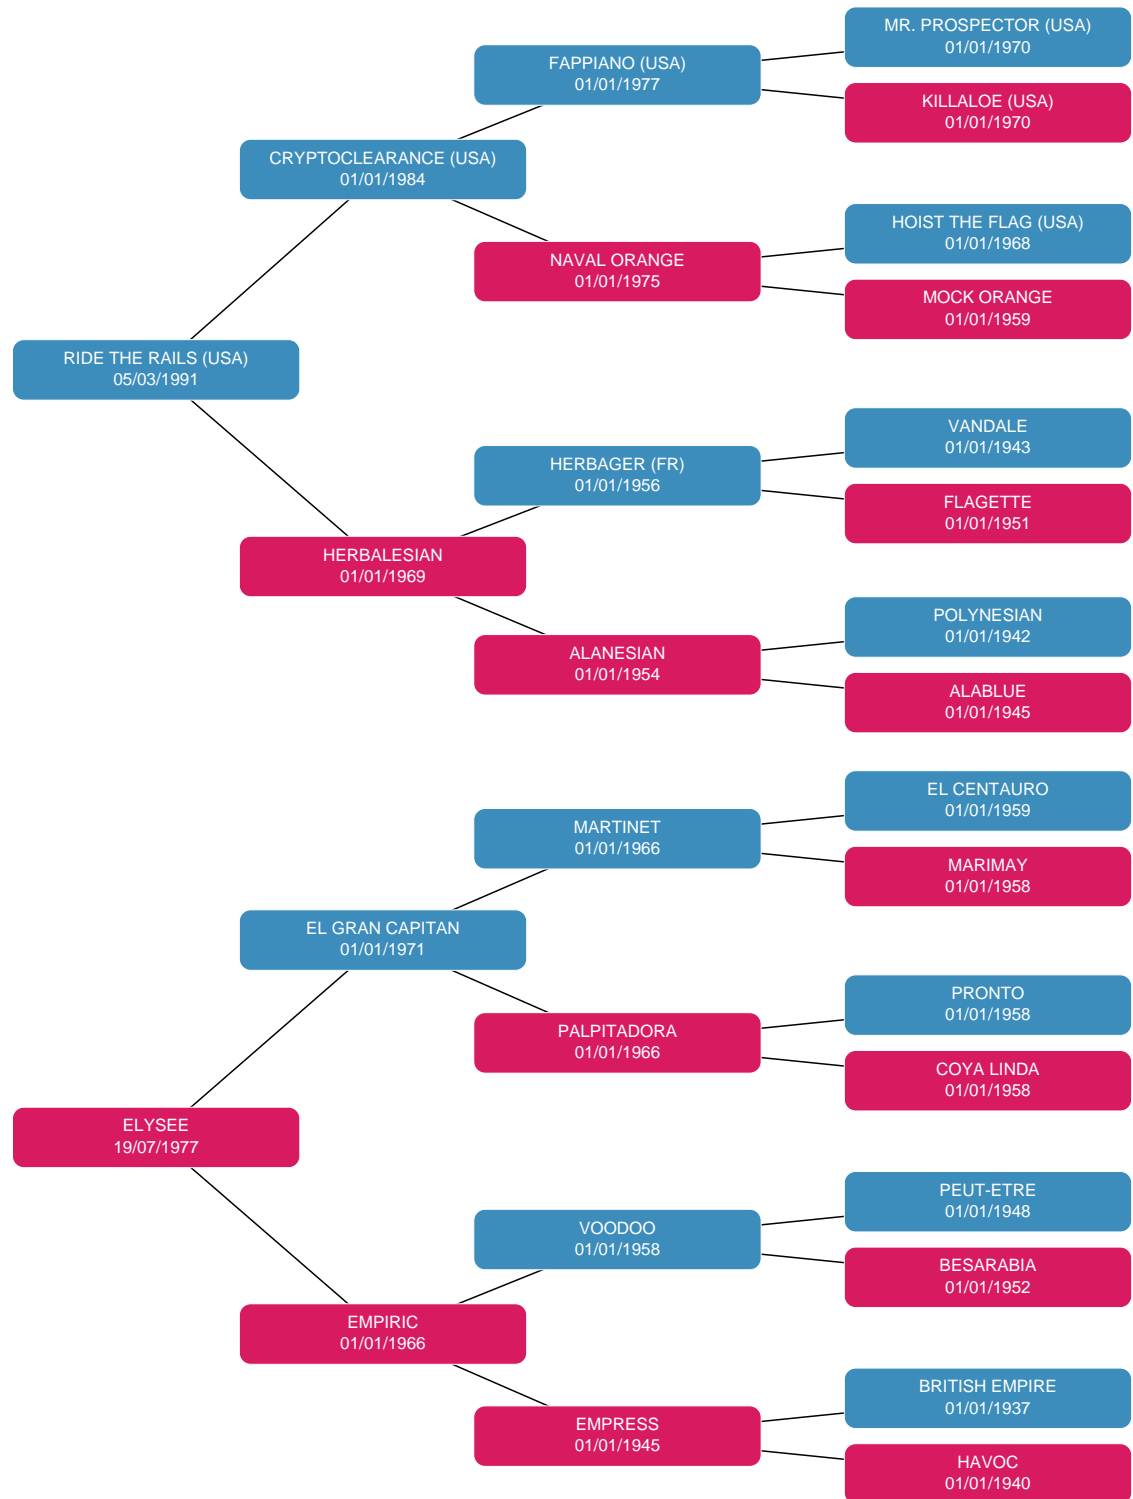 MR. PROSPECTOR (USA)
01/01/1970
FAPPIANO (USA)
01/01/1977
KILLALOE (USA)
01/01/1970
CRYPTOCLEARANCE (USA)
01/01/1984
HOIST THE FLAG (USA)
01/01/1968
NAVAL ORANGE
01/01/1975
MOCK ORANGE
01/01/1959
RIDE THE RAILS (USA)
05/03/1991
VANDALE
01/01/1943
HERBAGER (FR)
01/01/1956
FLAGETTE
01/01/1951
HERBALESIAN
01/01/1969
POLYNESIAN
01/01/1942
ALANESIAN
01/01/1954
ALABLUE
01/01/1945
EL CENTAURO
01/01/1959
MARTINET
01/01/1966
MARIMAY
01/01/1958
EL GRAN CAPITAN
01/01/1971
PRONTO
01/01/1958
PALPITADORA
01/01/1966
COYA LINDA
01/01/1958
ELYSEE
19/07/1977
PEUT-ETRE
01/01/1948
VOODOO
01/01/1958
BESARABIA
01/01/1952
EMPIRIC
01/01/1966
BRITISH EMPIRE
01/01/1937
EMPRESS
01/01/1945
HAVOC
01/01/1940